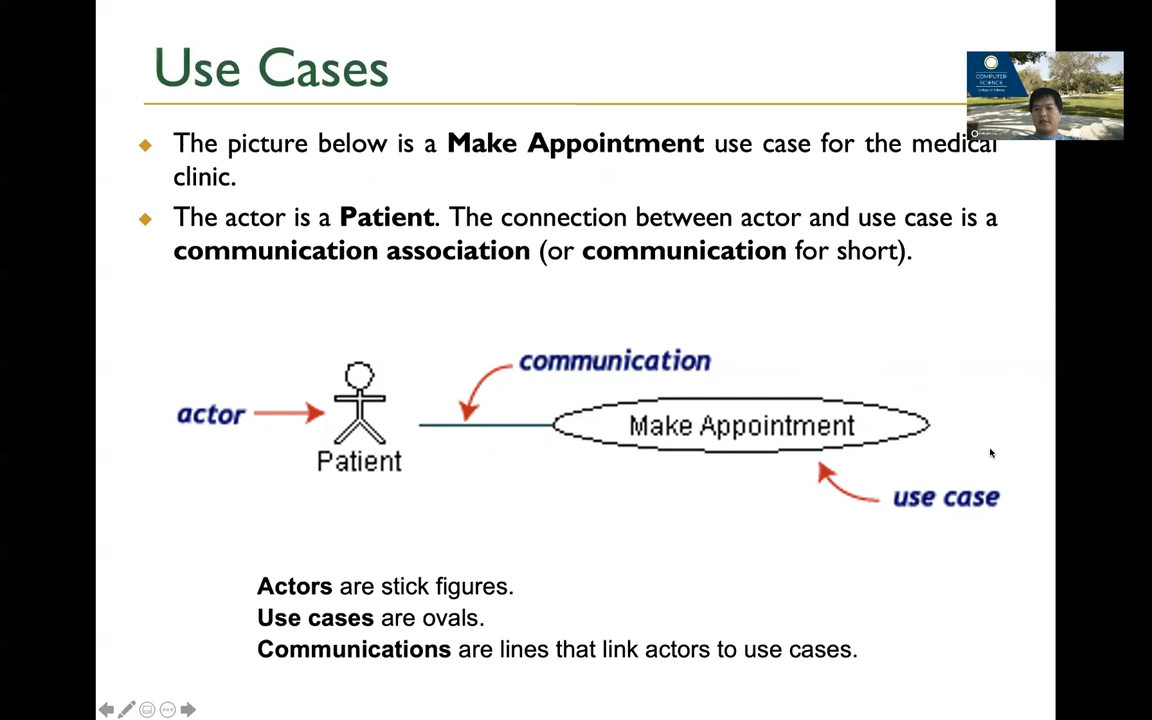 Use Cases
COMPUTER
SCIENCE
The picture below is a Make Appointment use case for the medical
clinic.
The actor is a Patient. The connection between actor and use case is a
communication association (or communication for short).
communication
actor
Make Appointment
Patient
use case
Actors are stick figures.
Use cases are ovals.
Communications are lines that link actors to use cases.